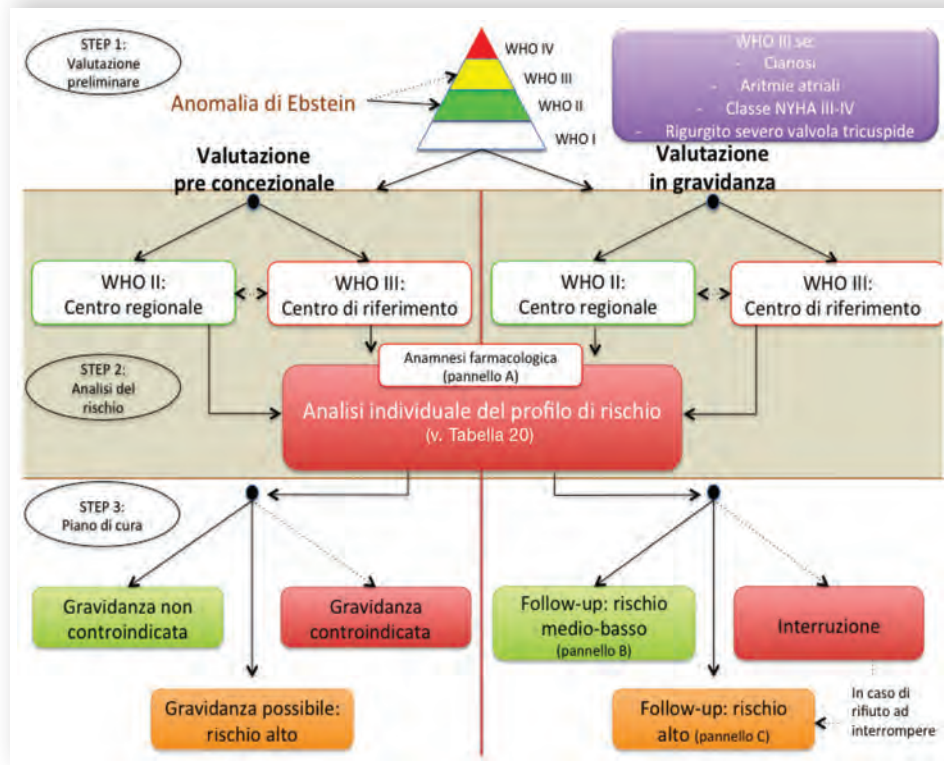 STEP 1:
Valutazione
preliminare
Anomalia di Ebstein
WHO IV
WHO III
WHO II
WHO I
WHO III se:
- Cianosi
- Aritmie atriali
- Classe NYHA III-IV
- Rigurgito severo valvola tricuspide
Valutazione
pre concezionale
Valutazione
in gravidanza
WHO II:
Centro regionale
WHO III:
Centro di riferimento
WHO II:
Centro regionale
WHO III:
Centro di riferimento
STEP 2:
Analisi del
rischio
Anamnesi farmacologica
(pannello A)
Analisi individuale del profilo di rischio
(v. Tabella 20)
STEP 3:
Piano di cura
Gravidanza non
controindicata
Gravidanza
controindicata
Gravidanza possibile:
rischio alto
Follow-up: rischio
medio-basso
(pannello B)
Interruzione
Follow-up: rischio
alto (pannello C)
In caso di
rifiuto ad
interrompere